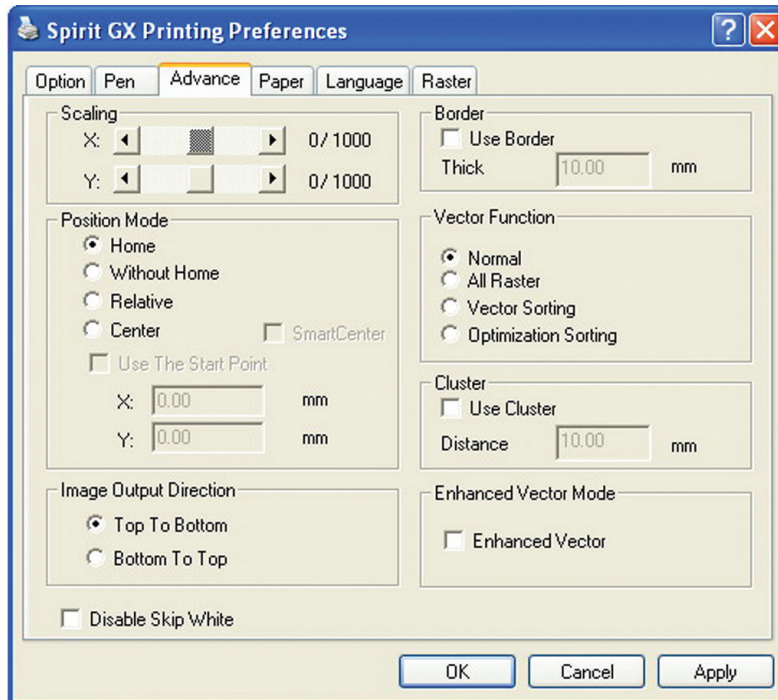 Spirit GX Printing Preferences
Option Pen Advance Paper Language Raster
Scaling
X: 0/ 1000
Y: 0/ 1000
Position Mode
Home
Without Home
Relative
Center SmartCenter
Use The Start Point
X: 0.00 mm
Y: 0.00 mm
Image Output Direction
Top To Bottom
Bottom To Top
Disable Skip White
Border
Use Border
Thick 10.00 mm
Vector Function
Normal
All Raster
Vector Sorting
Optimization Sorting
Cluster
Use Cluster
Distance 10.00 mm
Enhanced Vector Mode
Enhanced Vector
OK Cancel Apply